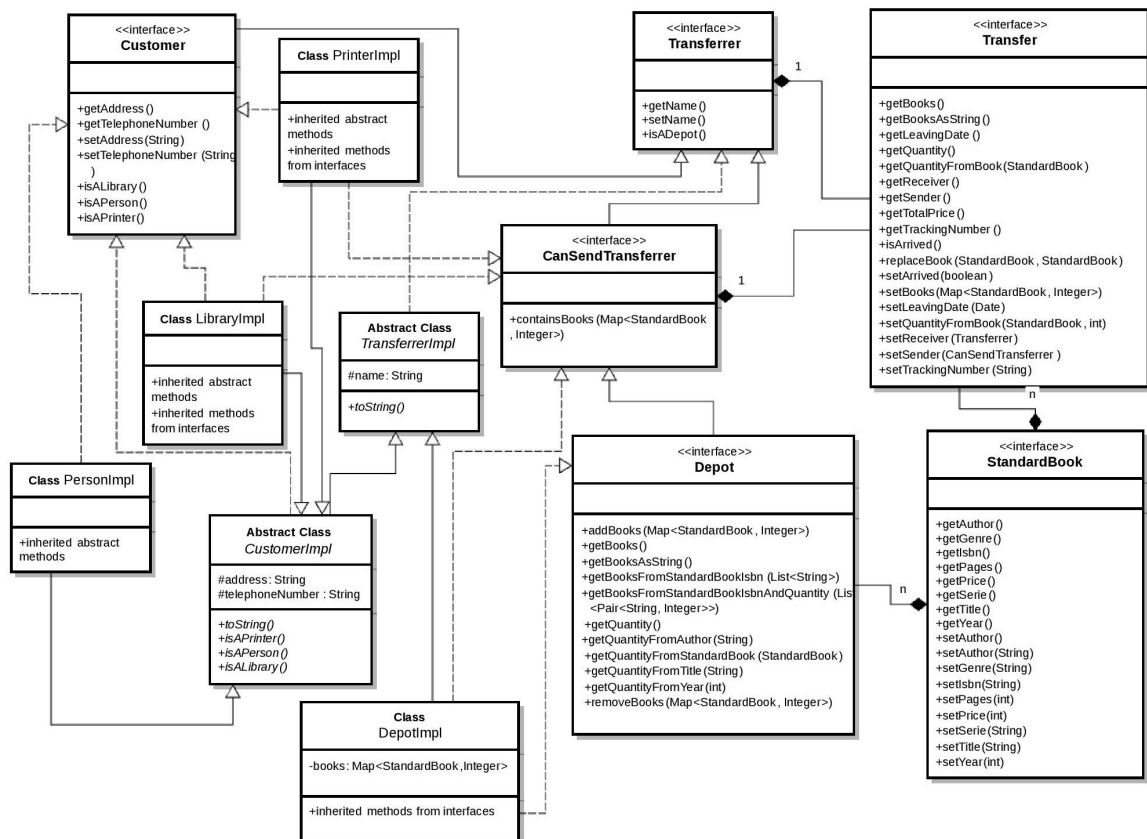 <<interface>>
Customer
+getAddress()
+getTelephoneNumber ()
+setAddress(String)
+setTelephoneNumber (String
)
+isALibrary()
+isAPerson()
+isAPrinter()
Class PrinterImpl
+inherited abstract
methods
+inherited methods
from interfaces
<<interface>>
Transferrer
+getName()
+setName()
+isADepot()
1
<<interface>>
Transfer
+getBooks()
+getBooksAsString()
+getLeavingDate ()
+getQuantity()
+getQuantityFromBook(StandardBook)
+getReceiver()
+getSender()
+getTotalPrice()
+getTrackingNumber ()
+isArrived()
+replaceBook (StandardBook , StandardBook)
+setArrived(boolean )
+setBooks(Map<StandardBook , Integer>)
+setLeavingDate (Date)
+setQuantityFromBook(StandardBook , int)
+setReceiver(Transferrer)
+setSender(CanSendTransferrer )
+setTrackingNumber (String)
n
<<interface>>
CanSendTransferrer
+containsBooks (Map<StandardBook
, Integer>)
1
Class LibraryImpl
+inherited abstract
methods
+inherited methods
from interfaces
Abstract Class
TransferrerImpl
#name: String
+toString()
Class PersonImpl
+inherited abstract
methods
Abstract Class
CustomerImpl
#address: String
#telephoneNumber : String
+toString()
+isAPrinter()
+isAPerson()
+isALibrary()
<<interface>>
Depot
+addBooks (Map<StandardBook , Integer>)
+getBooks()
+getBooksAsString()
+getBooksFromStandardBookIsbn (List<String>)
+getBooksFromStandardBookIsbnAndQuantity (List
<Pair<String, Integer>>)
+getQuantity()
+getQuantityFromAuthor(String)
+getQuantityFromStandardBook (StandardBook)
+getQuantityFromTitle(String)
+getQuantityFromYear(int)
+removeBooks (Map<StandardBook , Integer>)
n
<<interface>>
StandardBook
+getAuthor()
+getGenre()
+getIsbn()
+getPages()
+getPrice()
+getSerie()
+getTitle()
+getYear()
+setAuthor()
+setAuthor(String)
+setGenre(String)
+setIsbn(String)
+setPages(int)
+setPrice(int)
+setSerie(String)
+setTitle(String)
+setYear(int)
Class
DepotImpl
-books: Map<StandardBook,Integer>
+inherited methods from interfaces